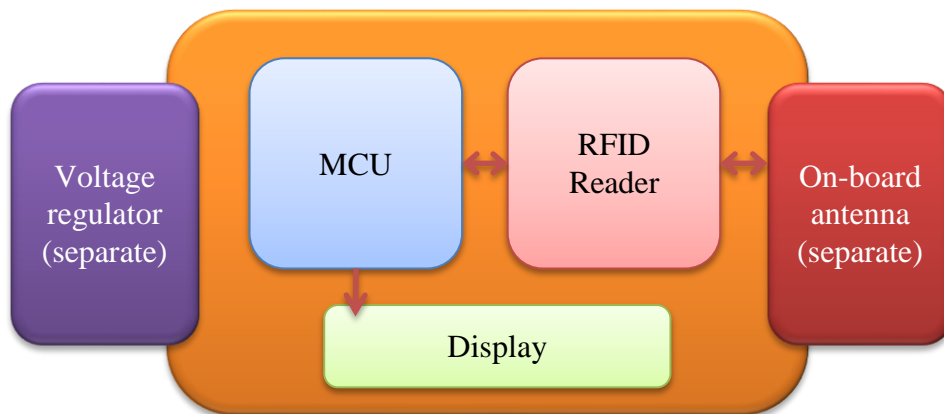 Voltage
regulator
(separate)
MCU
RFID
Reader
On-board
antenna
(separate)
Display